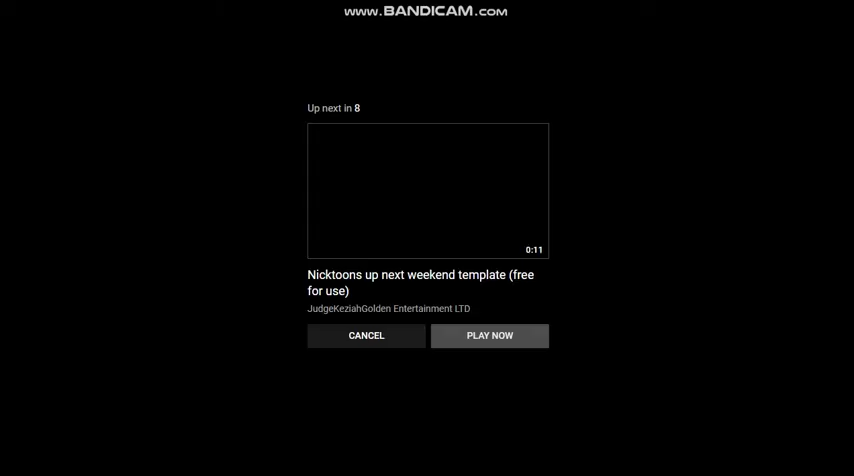 www.BANDICAM.com
Up next in 8
0:11
Nicktoons up next weekend template (free
for use)
JudgeKeziahGolden Entertainment LTD
CANCEL PLAY NOW